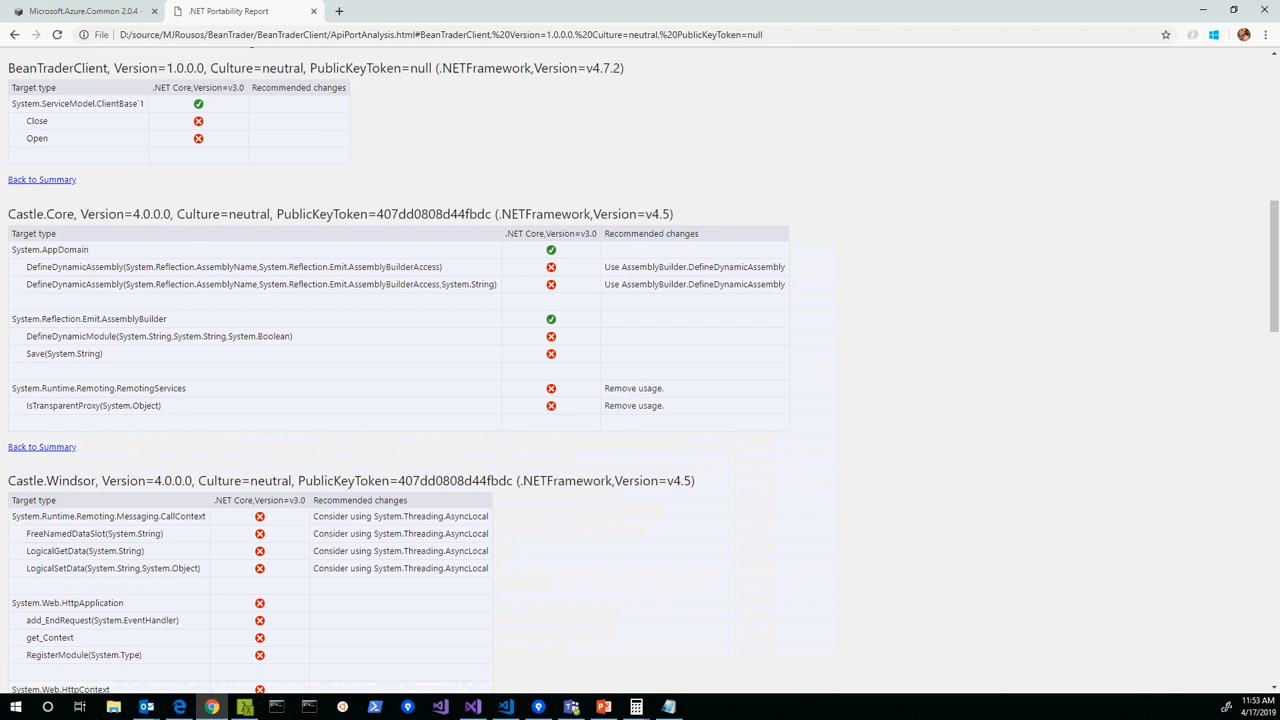 Microsoft.Azure.Common 2.0.4 -
.NET Portability Report
File
D:/source/MJRousos/BeanTrader/BeanTraderClient/ApiPortAnalysis.html#BeanTraderClient,%20Version=1.0.0.0,%20Culture=neutral,%20PublicKeyToken=null
BeanTraderClient, Version=1.0.0.0, Culture=neutral, PublicKeyToken=null (.NETFramework,Version=v4.7.2)
Target type .NET Core,Version=v3.0 Recommended changes
System.ServiceModel.ClientBase`1
Close
Open
Back to Summary
Castle.Core, Version=4.0.0.0, Culture=neutral, PublicKeyToken=407dd0808d44fbdc (.NETFramework,Version=v4.5)
Target type .NET Core,Version=v3.0 Recommended changes
System.AppDomain
DefineDynamicAssembly(System.Reflection.AssemblyName,System.Reflection.Emit.AssemblyBuilderAccess) Use AssemblyBuilder.DefineDynamicAssembly
DefineDynamicAssembly(System.Reflection.AssemblyName,System.Reflection.Emit.AssemblyBuilderAccess,System.String) Use AssemblyBuilder.DefineDynamicAssembly
System.Reflection.Emit.AssemblyBuilder
DefineDynamicModule(System.String,System.String,System.Boolean)
Save(System.String)
System.Runtime.Remoting.RemotingServices Remove usage.
IsTransparentProxy(System.Object) Remove usage.
Back to Summary
Castle.Windsor, Version=4.0.0.0, Culture=neutral, PublicKeyToken=407dd0808d44fbdc (.NETFramework,Version=v4.5)
Target type .NET Core,Version=v3.0 Recommended changes
System.Runtime.Remoting.Messaging.CallContext Consider using System.Threading.AsyncLocal
FreeNamedDataSlot(System.String) Consider using System.Threading.AsyncLocal
LogicalGetData(System.String) Consider using System.Threading.AsyncLocal
LogicalSetData(System.String,System.Object) Consider using System.Threading.AsyncLocal
System.Web.HttpApplication
add_EndRequest(System.EventHandler)
get_Context
RegisterModule(System.Type)
System.Web.HttpContext
11:53 AM
4/17/2019